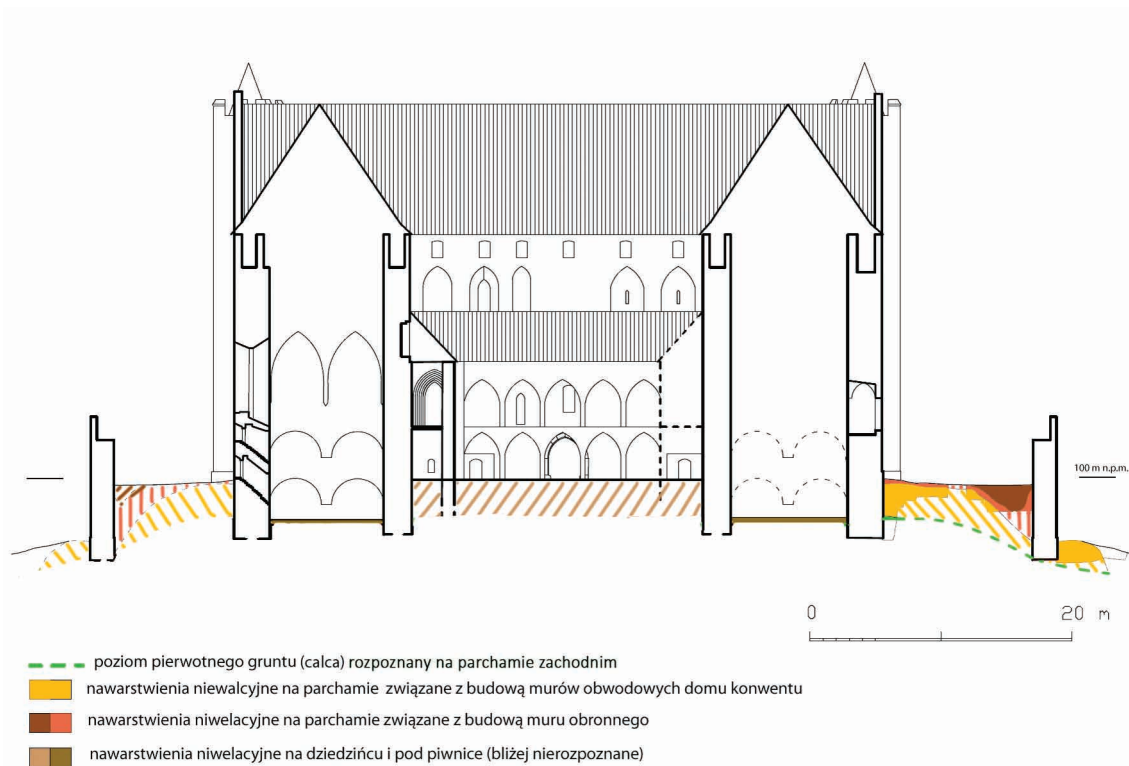 100 m n.p.m.
0 20 m
poziom pierwotnego gruntu (calca) rozpoznany na parchamie zachodnim
nawarstwienia niewalcyjne na parchamie związane z budową murów obwodowych domu konwentu
nawarstwienia niwelacyjne na parchamie związane z budową muru obronnego
nawarstwienia niwelacyjne na dziedzińcu i pod piwnice (bliżej nierozpoznane)